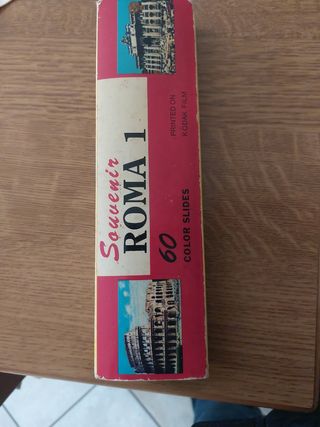 Souvenir
ROMA 1
60
COLOR SLIDES
PRINTED ON
KODAK FILM